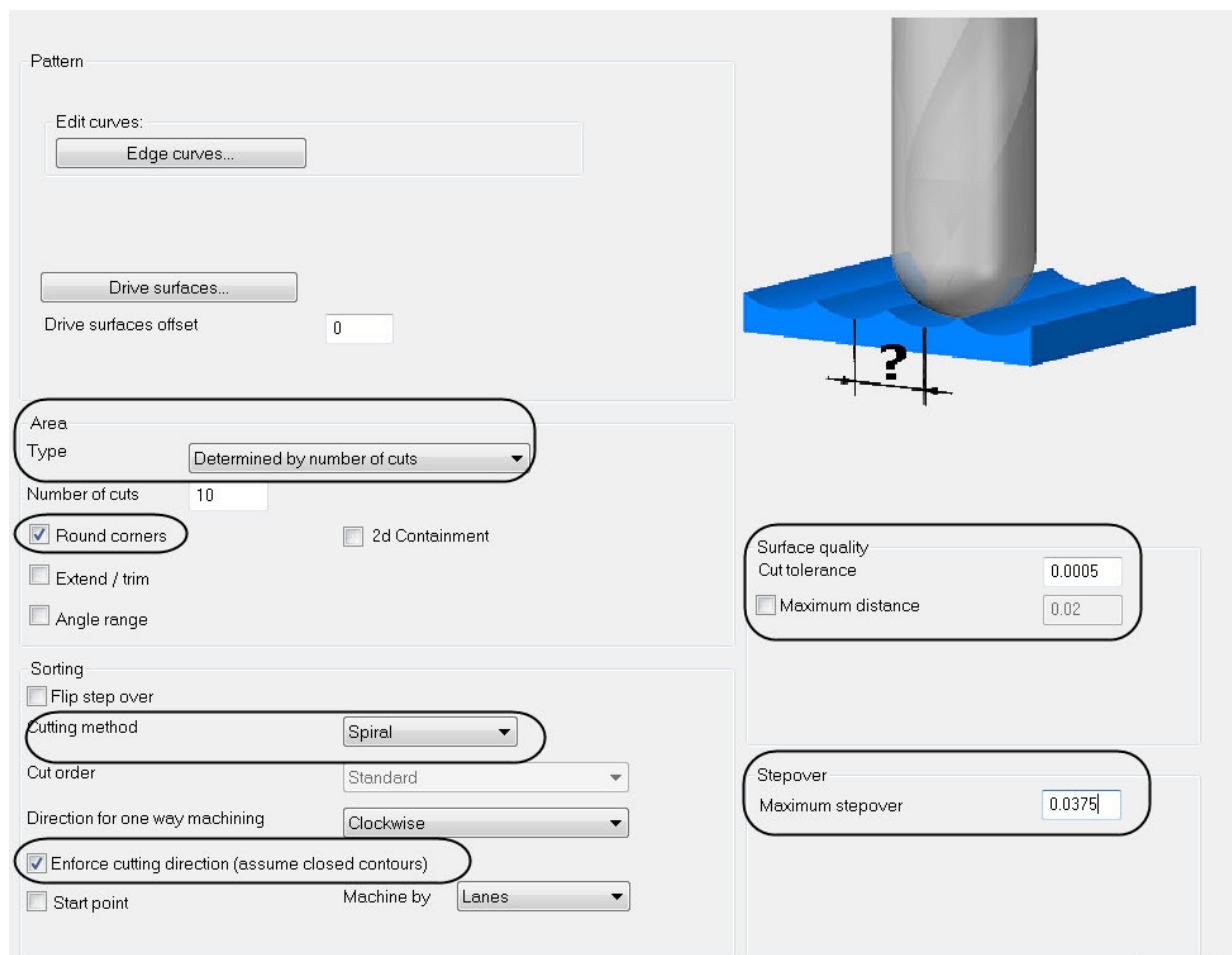 Pattern
Edit curves:
Edge curves...
Drive surfaces...
Drive surfaces offset 0
?
Area
Type Determined by number of cuts
Number of cuts 10
Round corners 2d Containment
Extend / trim
Angle range
Surface quality
Cut tolerance 0.0005
Maximum distance 0.02
Sorting
Flip step over
Cutting method Spiral
Cut order Standard
Direction for one way machining Clockwise
Enforce cutting direction (assume closed contours)
Start point Machine by Lanes
Stepover
Maximum stepover 0.0375